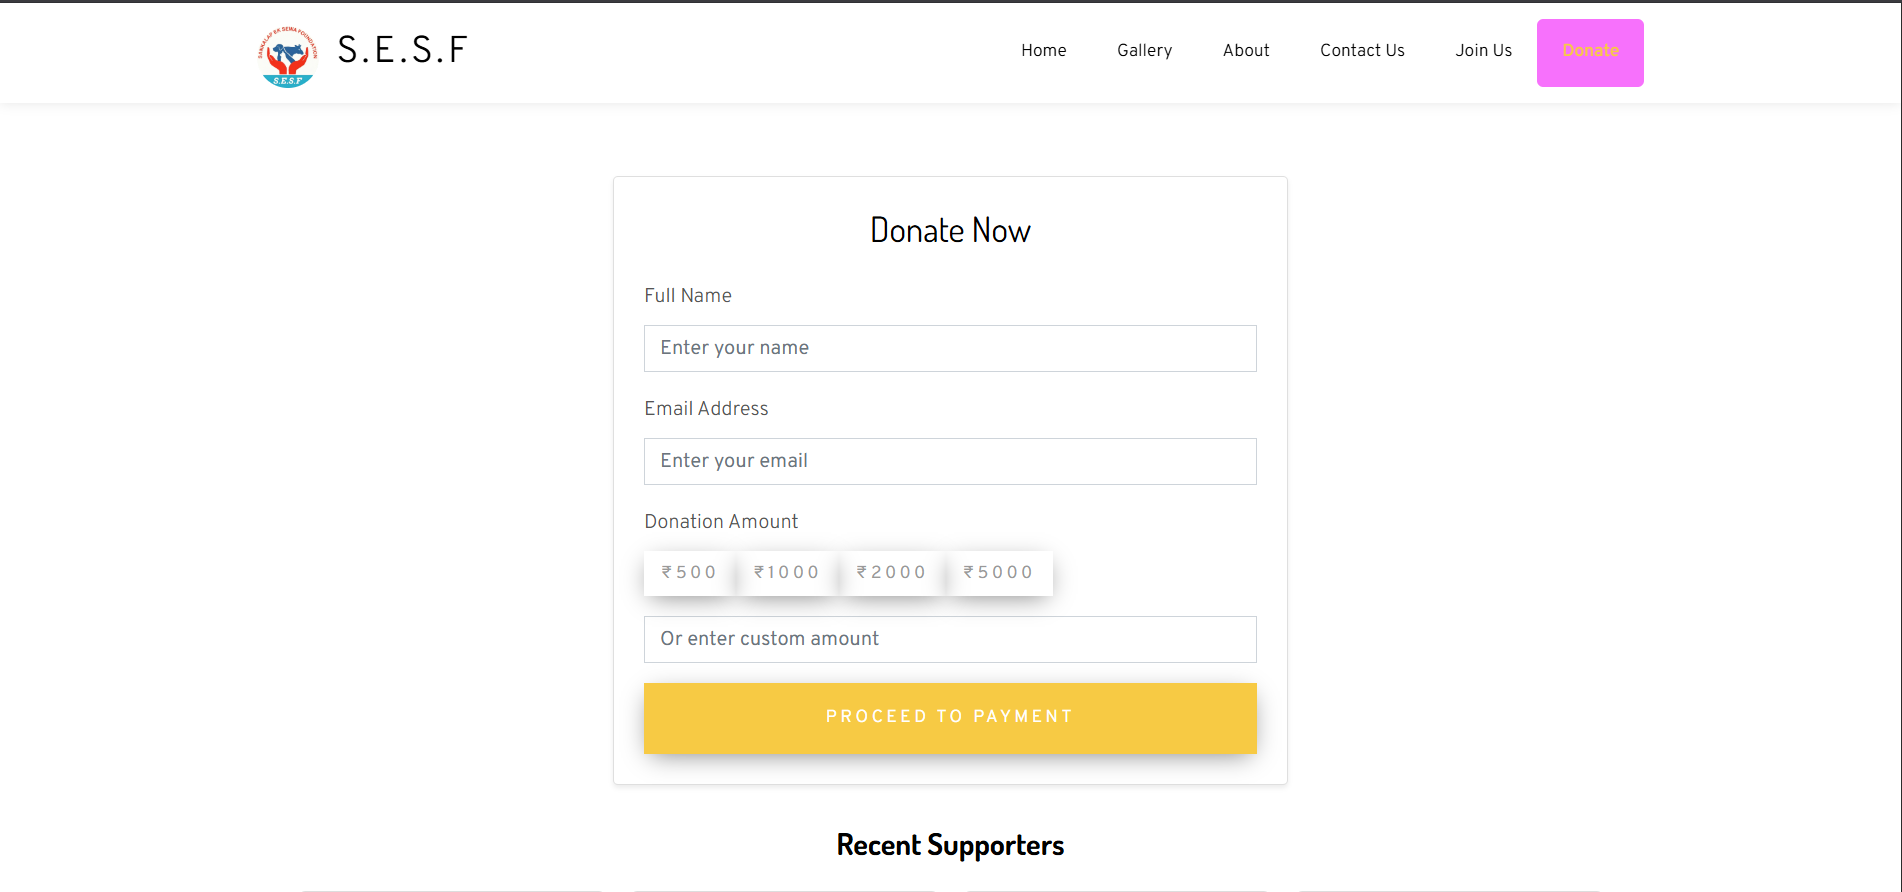 SANKALAP EK SEWA FOUNDATION
S.E.S.F
S.E.S.F
Home
Gallery
About
Contact Us
Join Us
Donate
Donate Now
Full Name
Enter your name
Email Address
Enter your email
Donation Amount
₹500 ₹1000 ₹2000 ₹5000
Or enter custom amount
PROCEED TO PAYMENT
Recent Supporters